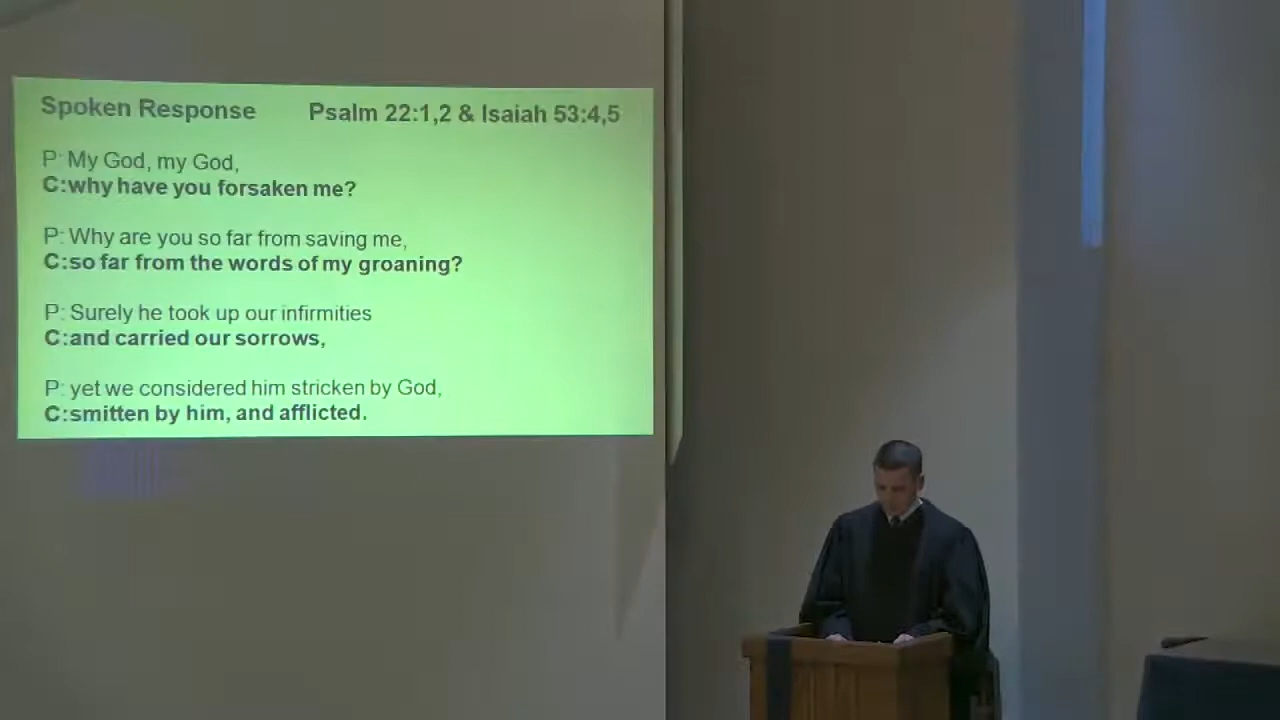 Spoken Response Psalm 22:1,2 & Isaiah 53:4,5
P: My God, my God,
C:why have you forsaken me?
P: Why are you so far from saving me,
C:so far from the words of my groaning?
P: Surely he took up our infirmities
C:and carried our sorrows,
P: yet we considered him stricken by God,
C:smitten by him, and afflicted.